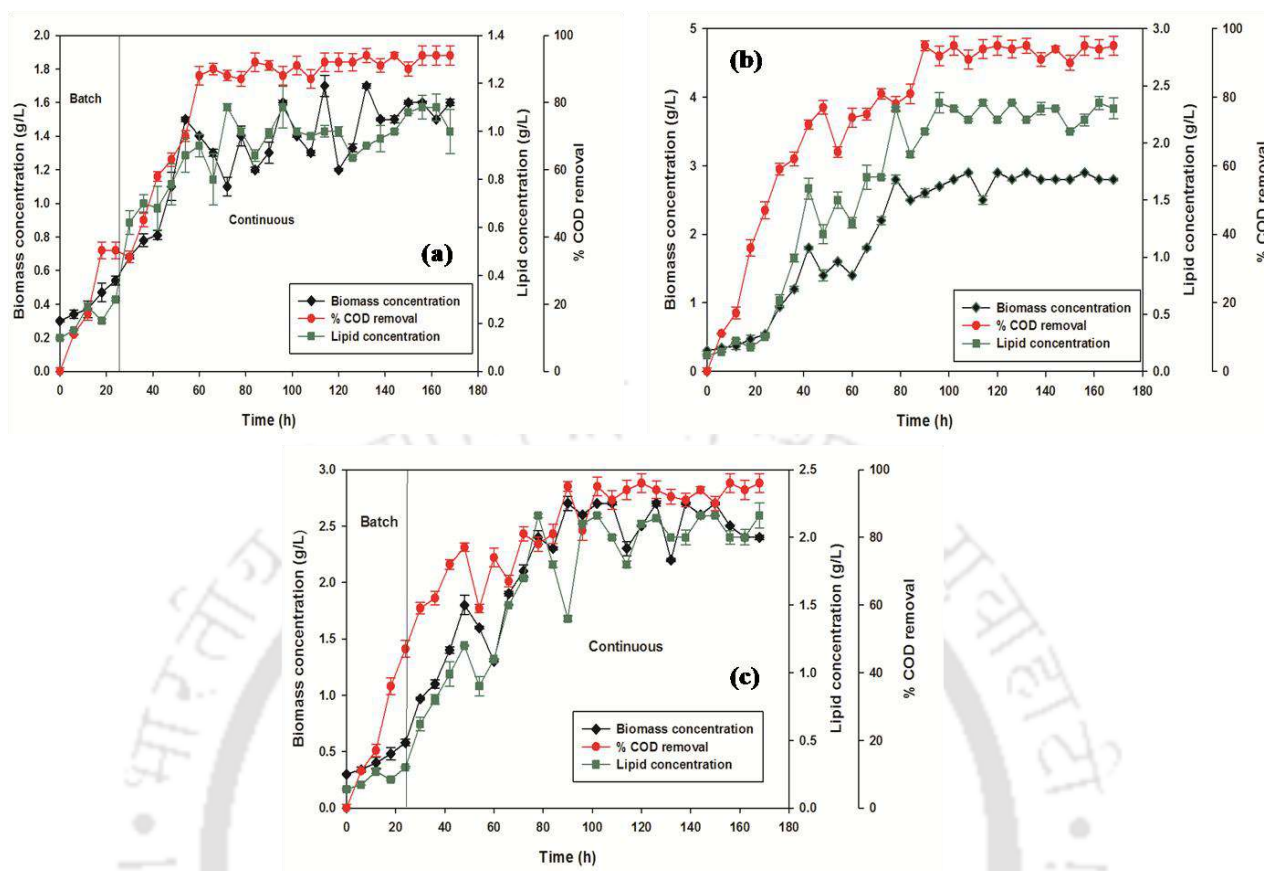 Biomass concentration (g/L)
2.0
1.8
1.6
1.4
1.2
1.0
0.8
0.6
0.4
0.2
0.0
Batch
Continuous
(a)
Biomass concentration
% COD removal
Lipid concentration
0 20 40 60 80 100 120 140 160 180
Time (h)
1.4
1.2
1.0
0.8
0.6
0.4
0.2
0.0
Lipid concentration (g/L)
100
80
60
40
20
0
% COD removal
Biomass concentration (g/L)
5
4
3
2
1
0
(b)
Biomass concentration
% COD removal
Lipid concentration
0 20 40 60 80 100 120 140 160 180
Time (h)
3.0
2.5
2.0
1.5
1.0
0.5
0.0
Lipid concentration (g/L)
100
80
60
40
20
0
% COD removal
Biomass concentration (g/L)
3.0
2.5
2.0
1.5
1.0
0.5
0.0
Batch
Continuous
(c)
Biomass concentration
% COD removal
Lipid concentration
0 20 40 60 80 100 120 140 160 180
Time (h)
2.5
2.0
1.5
1.0
0.5
0.0
Lipid concentration (g/L)
100
80
60
40
20
0
% COD removal